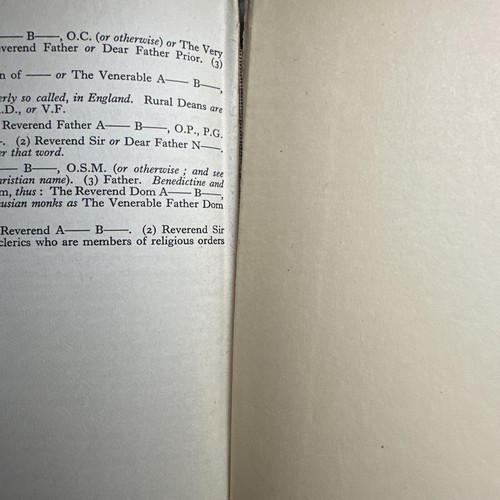 —— B——, O.C. (or otherwise) or The Very
Reverend Father or Dear Father Prior. (3)
n of —— or The Venerable A—— B——,
erly so called, in England. Rural Deans are
.D., or V.F.
Reverend Father A—— B——, O.P., P.G.
. (2) Reverend Sir or Dear Father N——.
er that word.
—— B——, O.S.M. (or otherwise ; and see
hristian name). (3) Father. Benedictine and
m, thus : The Reverend Dom A—— B——,
usian monks as The Venerable Father Dom
Reverend A—— B——. (2) Reverend Sir
clerics who are members of religious orders